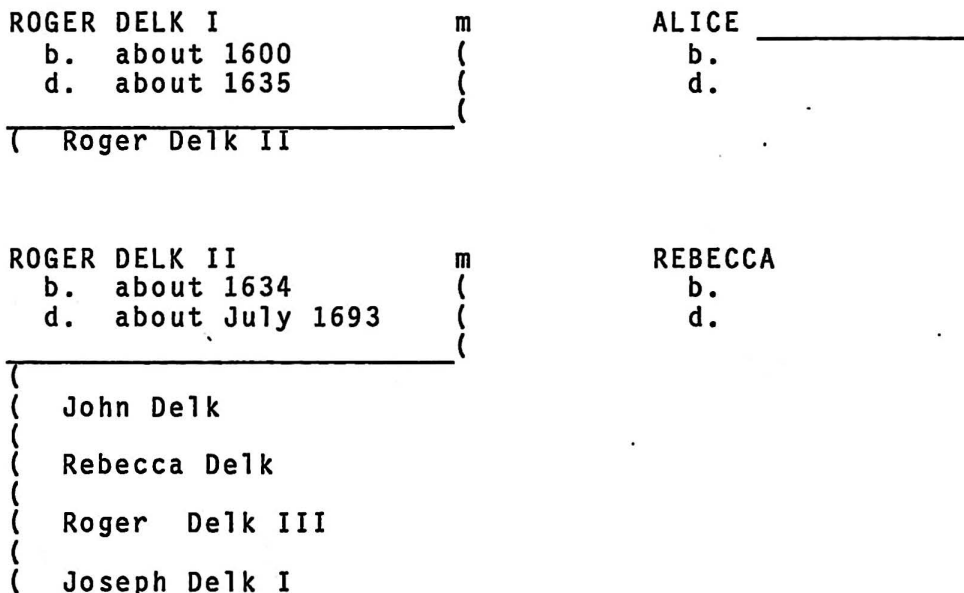 ROGER DELK I m ALICE ____________
b. about 1600 ( b.
d. about 1635 ( d.
(
( Roger Delk II
ROGER DELK II m REBECCA
b. about 1634 ( b.
d. about July 1693 ( d.
(
(
( John Delk
(
( Rebecca Delk
(
( Roger Delk III
(
( Joseph Delk I